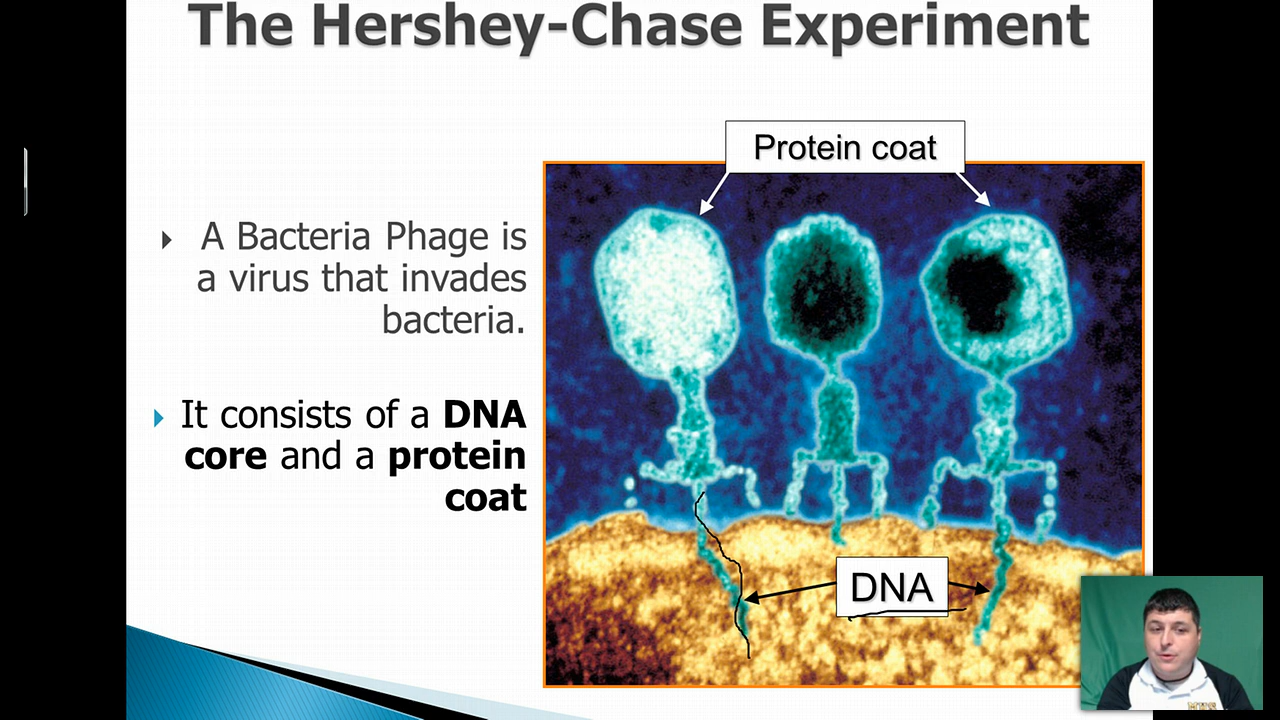 The Hershey-Chase Experiment
Protein coat
A Bacteria Phage is
a virus that invades
bacteria.
It consists of a DNA
core and a protein
coat
DNA